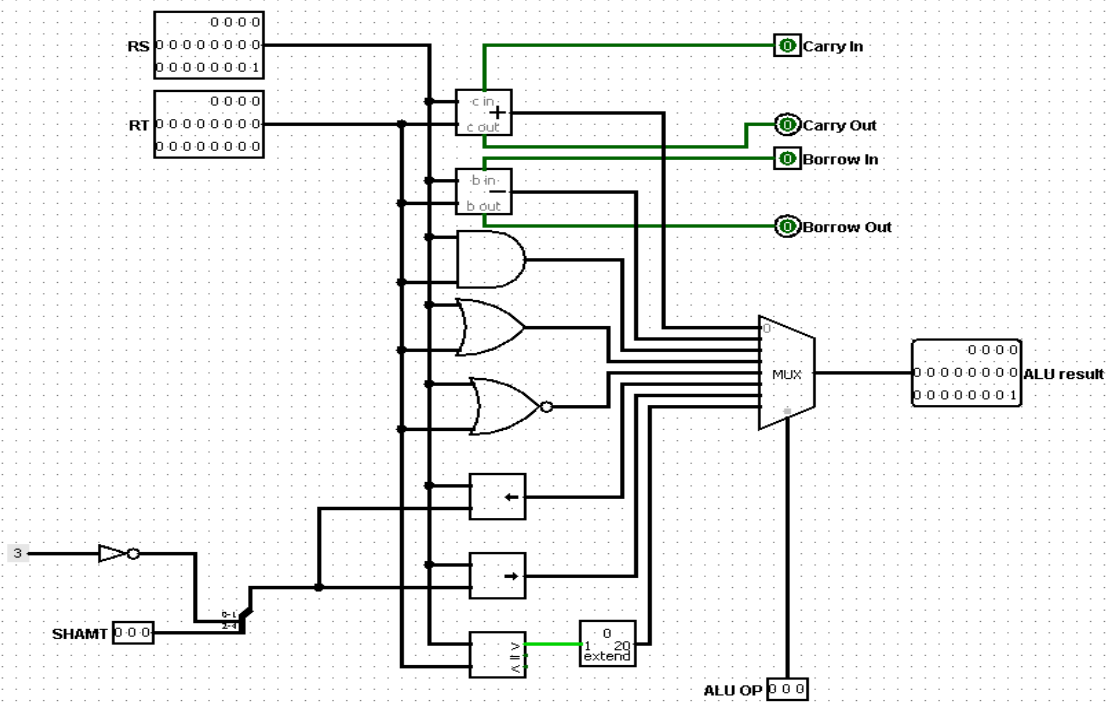 0 0 0 0
RS 0 0 0 0 0 0 0 0
0 0 0 0 0 0 0 1
Carry In 0
0 0 0 0
RT 0 0 0 0 0 0 0 0
0 0 0 0 0 0 0 0
c in
+
c out
0 Carry Out
0 Borrow In
b in
−
b out
0 Borrow Out
0
MUX
0 0 0 0
0 0 0 0 0 0 0 0 ALU result
0 0 0 0 0 0 0 1
←
3
→
0-1
2-4
SHAMT 0 0 0
>
=
<
0
1 20
extend
ALU OP 0 0 0